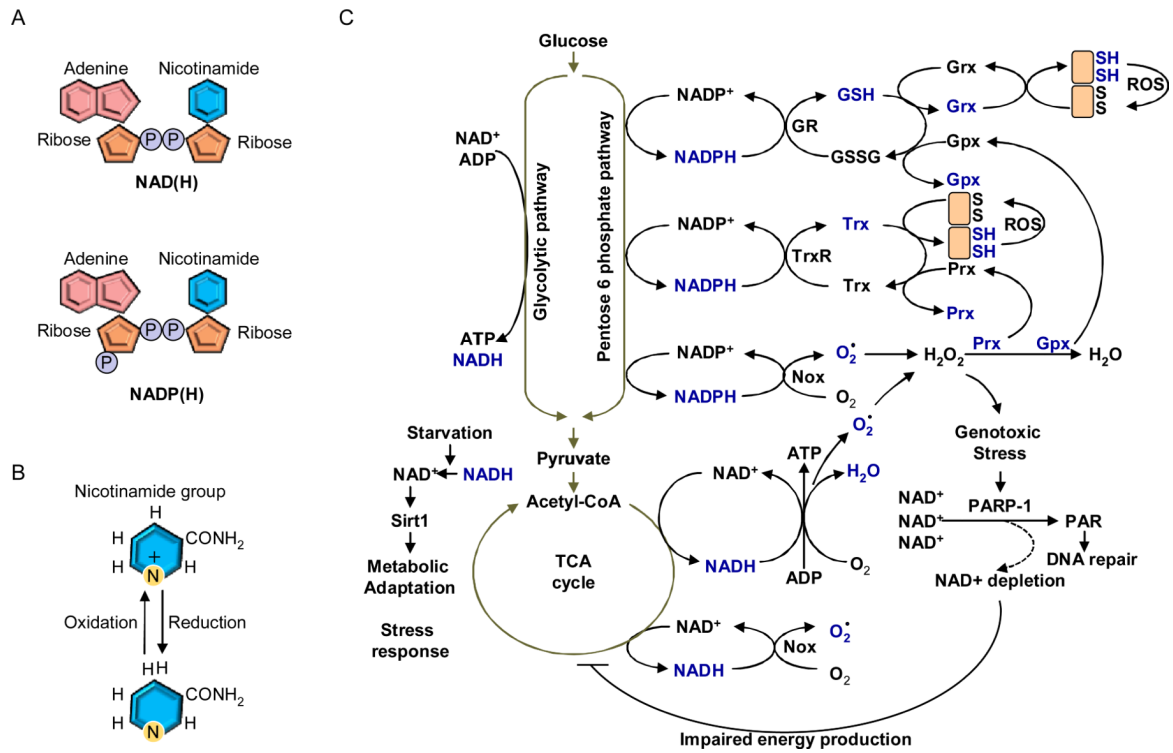 A
Adenine
Nicotinamide
Ribose
P P
Ribose
NAD(H)
Adenine
Nicotinamide
Ribose
P P
Ribose
P
NADP(H)
B
Nicotinamide group
H
H
CONH₂
+
H
N
H
Oxidation
Reduction
H H
H
CONH₂
H
N
H
C
Glucose
NAD⁺
ADP
Glycolytic pathway
Pentose 6 phosphate pathway
ATP
NADH
NADP⁺
NADPH
GR
GSH
GSSG
Grx
Grx
Gpx
Gpx
SH
SH
S
S
ROS
NADP⁺
NADPH
TrxR
Trx
Trx
S
S
SH
SH
ROS
Prx
Prx
NADP⁺
NADPH
Nox
O₂•
O₂
H₂O₂
Prx
Gpx
H₂O
O₂•
Genotoxic
Stress
NAD⁺
NAD⁺
NAD⁺
PARP-1
PAR
DNA repair
NAD+ depletion
Starvation
NAD⁺
NADH
Sirt1
Metabolic
Adaptation
Stress
response
Pyruvate
Acetyl-CoA
TCA
cycle
NAD⁺
NADH
ATP
ADP
H₂O
O₂
NAD⁺
NADH
Nox
O₂•
O₂
Impaired energy production